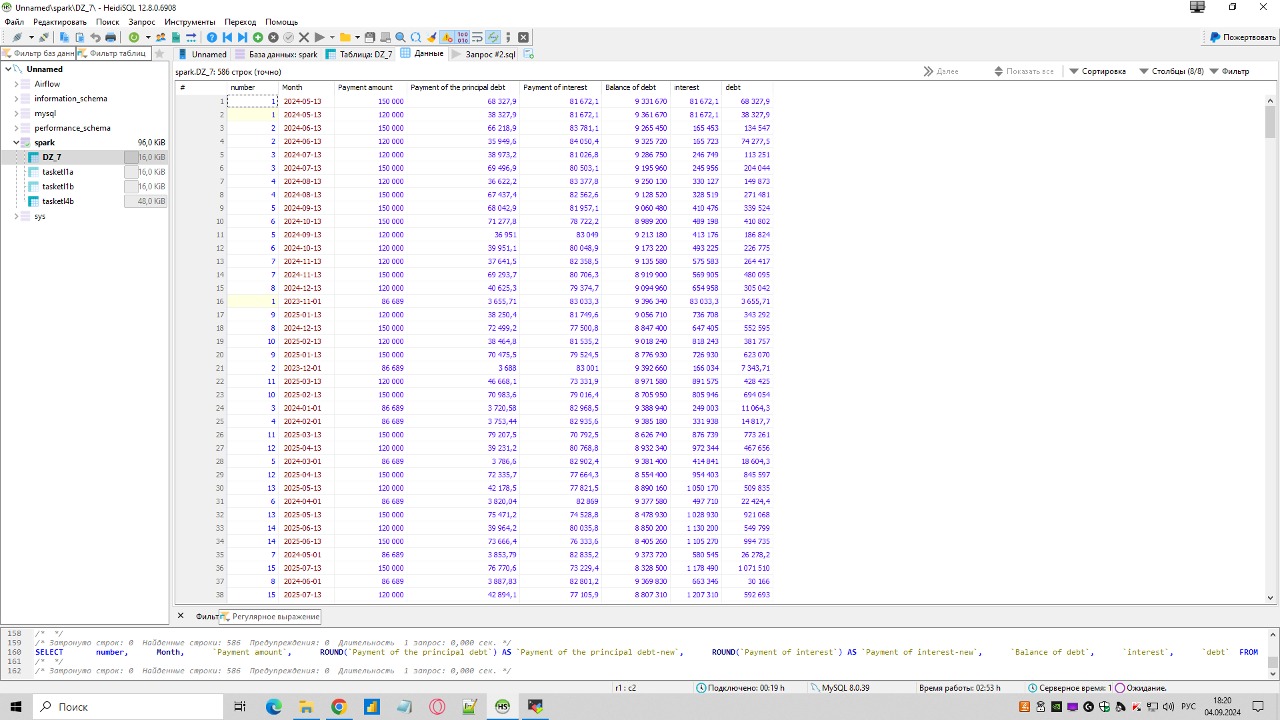 Unnamed\spark\DZ_7\ - HeidiSQL 12.8.0.6908
Файл Редактировать Поиск Запрос Инструменты Переход Помощь
Пожертвовать
Фильтр баз данн Фильтр таблиц Unnamed База данных: spark Таблица: DZ_7 Данные Запрос #2.sql
Unnamed
Airflow
information_schema
mysql
performance_schema
spark 96,0 KiB
DZ_7 16,0 KiB
tasketl1a 16,0 KiB
tasketl1b 16,0 KiB
tasketl4b 48,0 KiB
sys
spark.DZ_7: 586 строк (точно) Далее Показать все Сортировка Столбцы (8/8) Фильтр
# number Month Payment amount Payment of the principal debt Payment of interest Balance of debt interest debt
1 1 2024-05-13 150 000 68 327,9 81 672,1 9 331 670 81 672,1 68 327,9
2 1 2024-05-13 120 000 38 327,9 81 672,1 9 361 670 81 672,1 38 327,9
3 2 2024-06-13 150 000 66 218,9 83 781,1 9 265 450 165 453 134 547
4 2 2024-06-13 120 000 35 949,6 84 050,4 9 325 720 165 723 74 277,5
5 3 2024-07-13 120 000 38 973,2 81 026,8 9 286 750 246 749 113 251
6 3 2024-07-13 150 000 69 496,9 80 503,1 9 195 960 245 956 204 044
7 4 2024-08-13 120 000 36 622,2 83 377,8 9 250 130 330 127 149 873
8 4 2024-08-13 150 000 67 437,4 82 562,6 9 128 520 328 519 271 481
9 5 2024-09-13 150 000 68 042,9 81 957,1 9 060 480 410 476 339 524
10 6 2024-10-13 150 000 71 277,8 78 722,2 8 989 200 489 198 410 802
11 5 2024-09-13 120 000 36 951 83 049 9 213 180 413 176 186 824
12 6 2024-10-13 120 000 39 951,1 80 048,9 9 173 220 493 225 226 775
13 7 2024-11-13 120 000 37 641,5 82 358,5 9 135 580 575 583 264 417
14 7 2024-11-13 150 000 69 293,7 80 706,3 8 919 900 569 905 480 095
15 8 2024-12-13 120 000 40 625,3 79 374,7 9 094 960 654 958 305 042
16 1 2023-11-01 86 689 3 655,71 83 033,3 9 396 340 83 033,3 3 655,71
17 9 2025-01-13 120 000 38 250,4 81 749,6 9 056 710 736 708 343 292
18 8 2024-12-13 150 000 72 499,2 77 500,8 8 847 400 647 405 552 595
19 10 2025-02-13 120 000 38 464,8 81 535,2 9 018 240 818 243 381 757
20 9 2025-01-13 150 000 70 475,5 79 524,5 8 776 930 726 930 623 070
21 2 2023-12-01 86 689 3 688 83 001 9 392 660 166 034 7 343,71
22 11 2025-03-13 120 000 46 668,1 73 331,9 8 971 580 891 575 428 425
23 10 2025-02-13 150 000 70 983,6 79 016,4 8 705 950 805 946 694 054
24 3 2024-01-01 86 689 3 720,58 82 968,5 9 388 940 249 003 11 064,3
25 4 2024-02-01 86 689 3 753,44 82 935,6 9 385 180 331 938 14 817,7
26 11 2025-03-13 150 000 79 207,5 70 792,5 8 626 740 876 739 773 261
27 12 2025-04-13 120 000 39 231,2 80 768,8 8 932 340 972 344 467 656
28 5 2024-03-01 86 689 3 786,6 82 902,4 9 381 400 414 841 18 604,3
29 12 2025-04-13 150 000 72 335,7 77 664,3 8 554 400 954 403 845 597
30 13 2025-05-13 120 000 42 178,5 77 821,5 8 890 160 1 050 170 509 835
31 6 2024-04-01 86 689 3 820,04 82 869 9 377 580 497 710 22 424,4
32 13 2025-05-13 150 000 75 471,2 74 528,8 8 478 930 1 028 930 921 068
33 14 2025-06-13 120 000 39 964,2 80 035,8 8 850 200 1 130 200 549 799
34 14 2025-06-13 150 000 73 666,4 76 333,6 8 405 260 1 105 270 994 735
35 7 2024-05-01 86 689 3 853,79 82 835,2 9 373 720 580 545 26 278,2
36 15 2025-07-13 150 000 76 770,6 73 229,4 8 328 500 1 178 490 1 071 510
37 8 2024-06-01 86 689 3 887,83 82 801,2 9 369 830 663 346 30 166
38 15 2025-07-13 120 000 42 894,1 77 105,9 8 807 310 1 207 310 592 693
Фильт Регулярное выражение
158 /* */
159 /* Затронуто строк: 0 Найденные строки: 586 Предупреждения: 0 Длительность 1 запрос: 0,000 сек. */
160 SELECT number, Month, `Payment amount`, ROUND(`Payment of the principal debt`) AS `Payment of the principal debt-new`, ROUND(`Payment of interest`) AS `Payment of interest-new`, `Balance of debt`, `interest`, `debt` FROM
161 /* */
162 /* Затронуто строк: 0 Найденные строки: 586 Предупреждения: 0 Длительность 1 запрос: 0,000 сек. */
r1 : c2 Подключено: 00:19 h MySQL 8.0.39 Время работы: 02:53 h Серверное время: 1 Ожидание.
Поиск РУС 18:20
04.09.2024